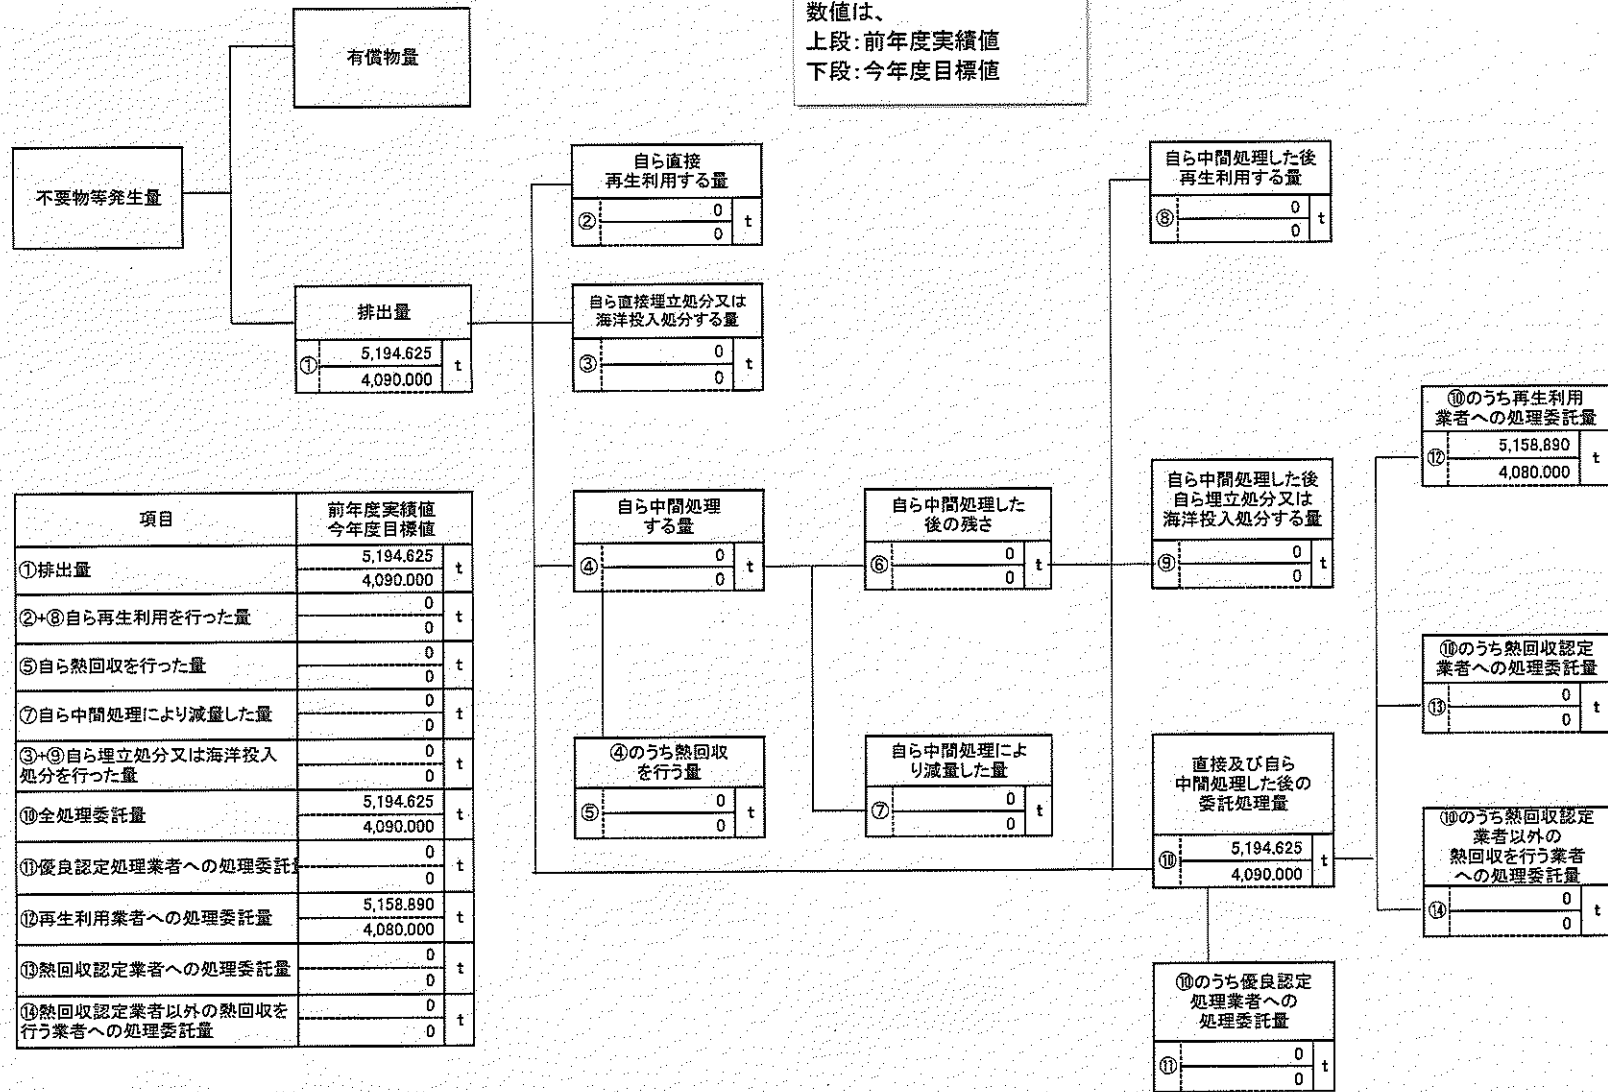 数値は、
上段:前年度実績値
下段:今年度目標値
有償物量
不要物等発生量
排出量
① 5,194.625 t
4,090.000
自ら直接
再生利用する量
② 0 t
0
自ら直接埋立処分又は
海洋投入処分する量
③ 0 t
0
自ら中間処理
する量
④ 0 t
0
④のうち熱回収
を行う量
⑤ 0 t
0
自ら中間処理した
後の残さ
⑥ 0 t
0
自ら中間処理によ
り減量した量
⑦ 0 t
0
自ら中間処理した後
再生利用する量
⑧ 0 t
0
自ら中間処理した後
自ら埋立処分又は
海洋投入処分する量
⑨ 0 t
0
直接及び自ら
中間処理した後の
委託処理量
⑩ 5,194.625 t
4,090.000
⑩のうち優良認定
処理業者への
処理委託量
⑪ 0 t
0
⑩のうち再生利用
業者への処理委託量
⑫ 5,158.890 t
4,080.000
⑩のうち熱回収認定
業者への処理委託量
⑬ 0 t
0
⑩のうち熱回収認定
業者以外の
熱回収を行う業者
への処理委託量
⑭ 0 t
0
項目
前年度実績値
今年度目標値
①排出量 5,194.625 t
4,090.000
②+⑧自ら再生利用を行った量 0 t
0
⑤自ら熱回収を行った量 0 t
0
⑦自ら中間処理により減量した量 0 t
0
③+⑨自ら埋立処分又は海洋投入
処分を行った量 0 t
0
⑩全処理委託量 5,194.625 t
4,090.000
⑪優良認定処理業者への処理委託 0 t
0
⑫再生利用業者への処理委託量 5,158.890 t
4,080.000
⑬熱回収認定業者への処理委託量 0 t
0
⑭熱回収認定業者以外の熱回収を
行う業者への処理委託量 0 t
0